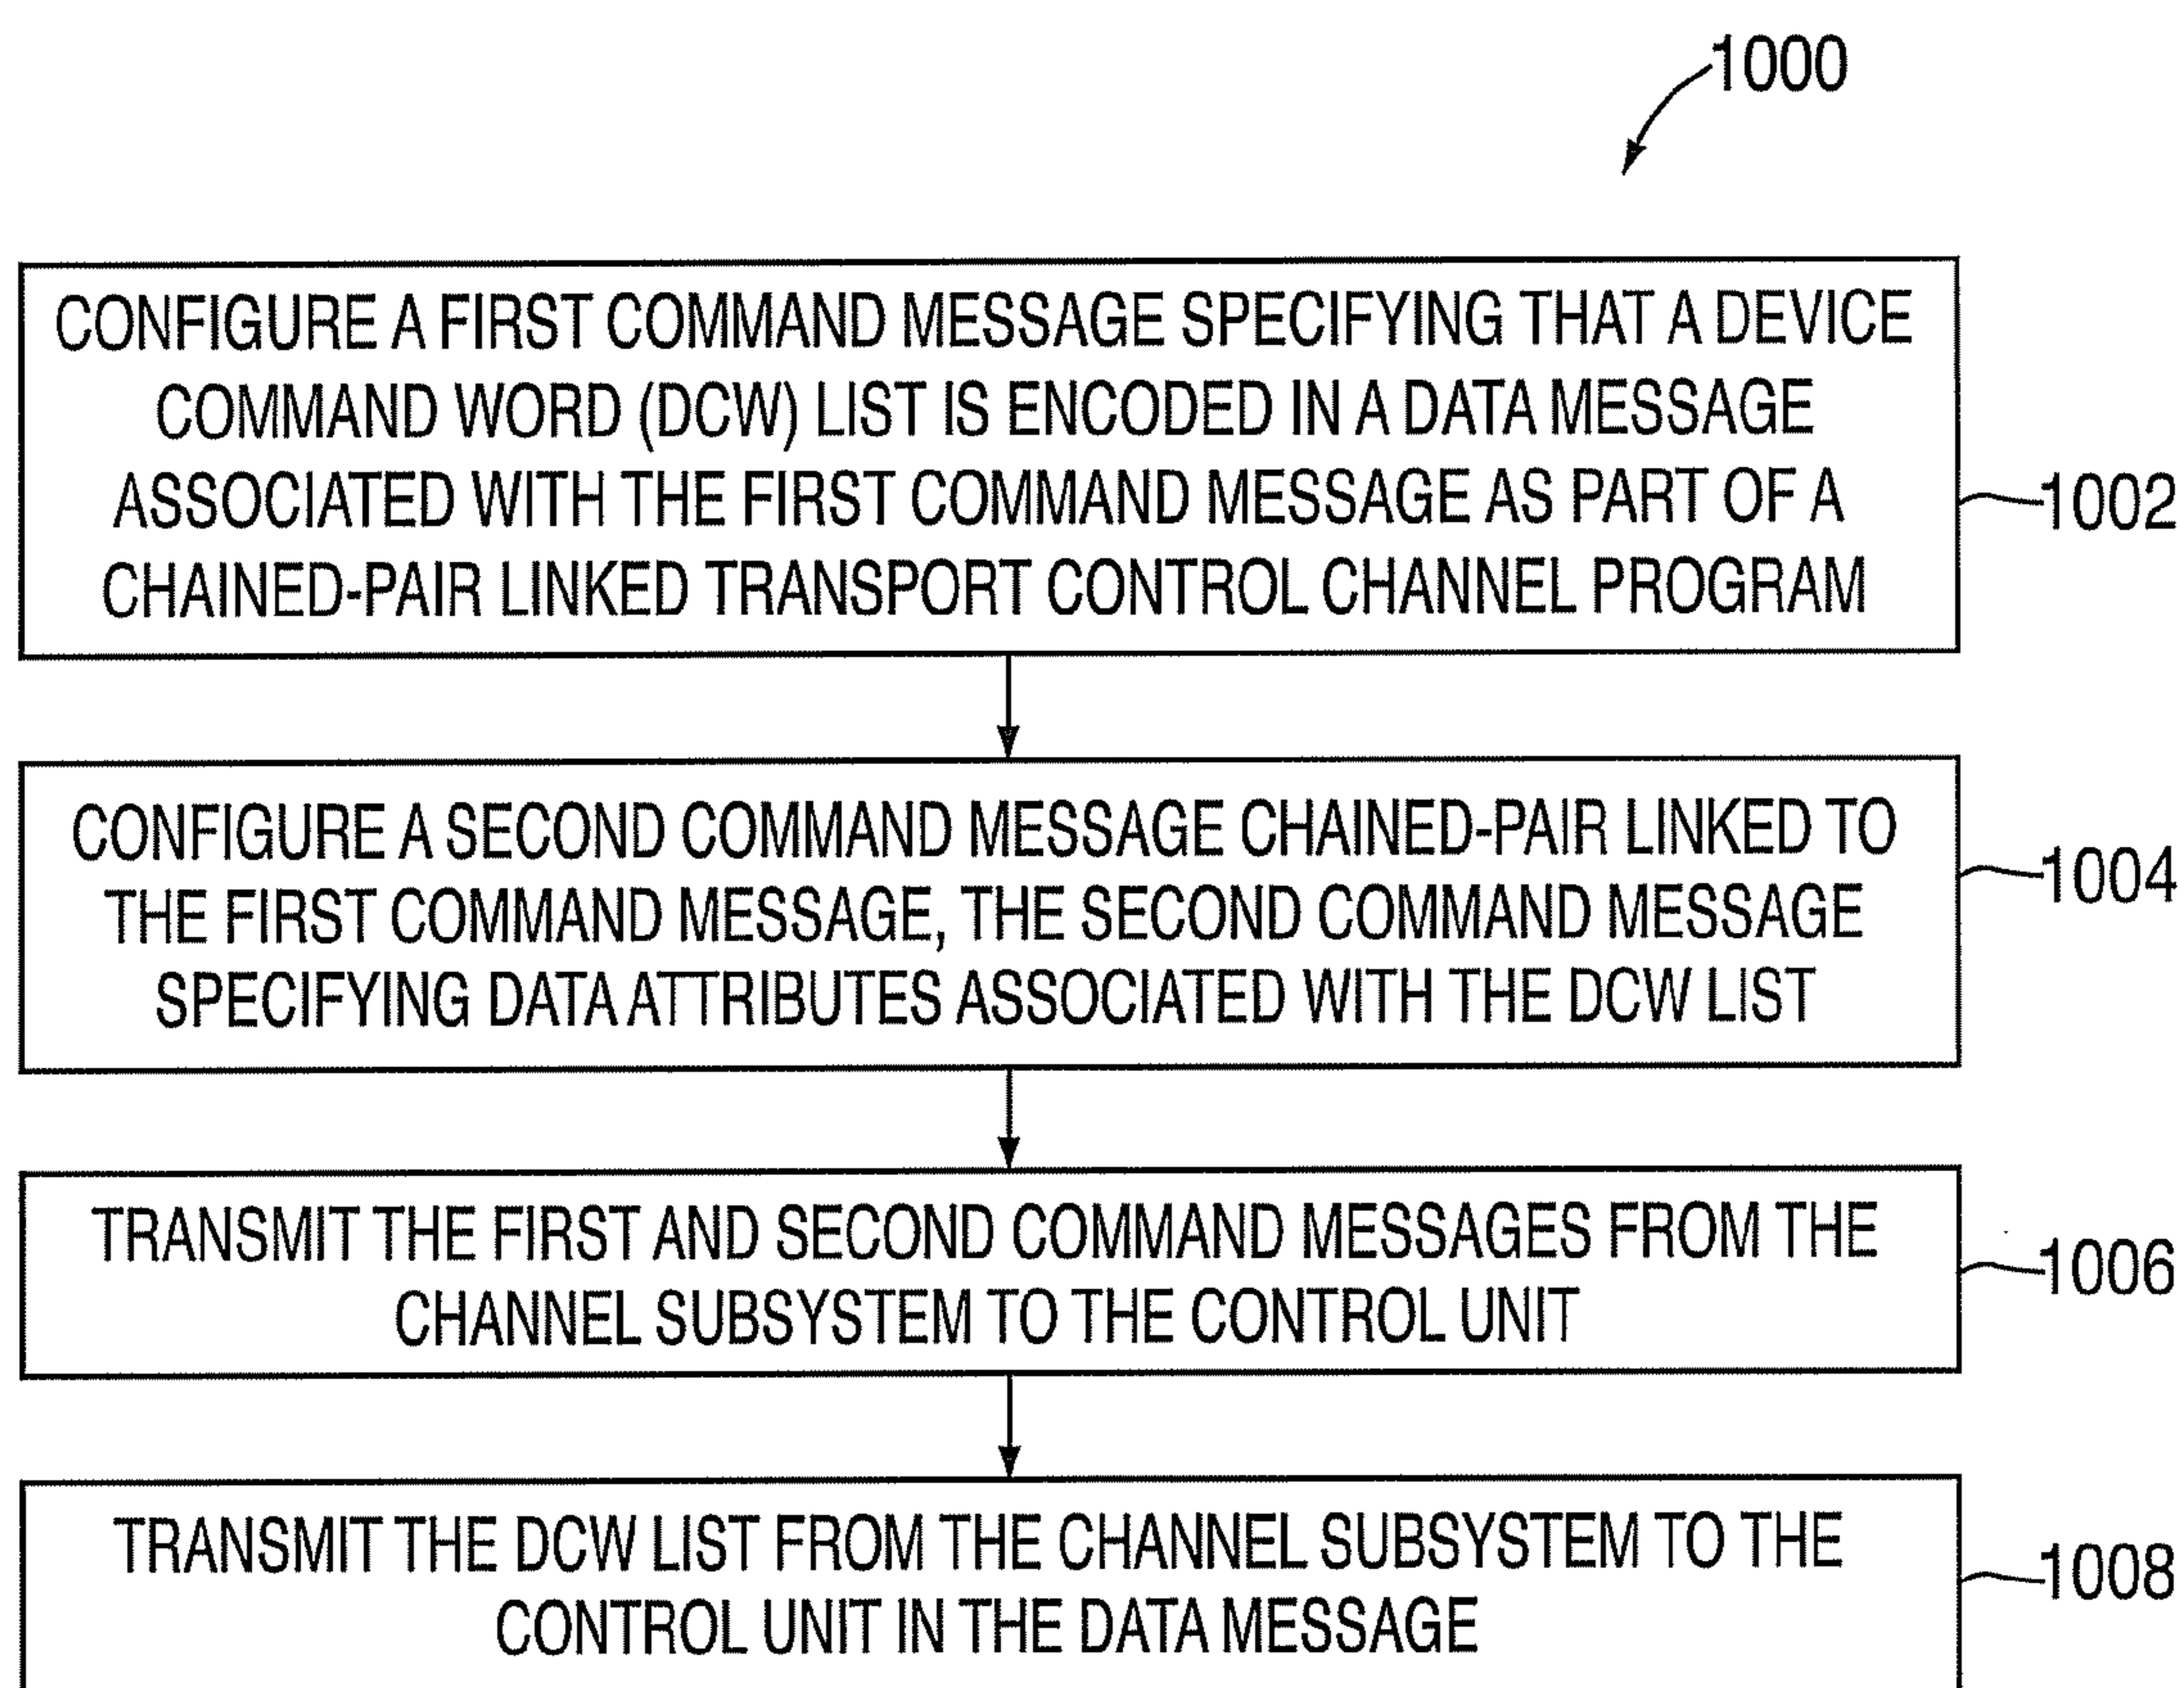 1000
CONFIGURE A FIRST COMMAND MESSAGE SPECIFYING THAT A DEVICE
COMMAND WORD (DCW) LIST IS ENCODED IN A DATA MESSAGE
ASSOCIATED WITH THE FIRST COMMAND MESSAGE AS PART OF A
CHAINED-PAIR LINKED TRANSPORT CONTROL CHANNEL PROGRAM
1002
CONFIGURE A SECOND COMMAND MESSAGE CHAINED-PAIR LINKED TO
THE FIRST COMMAND MESSAGE, THE SECOND COMMAND MESSAGE
SPECIFYING DATA ATTRIBUTES ASSOCIATED WITH THE DCW LIST
1004
TRANSMIT THE FIRST AND SECOND COMMAND MESSAGES FROM THE
CHANNEL SUBSYSTEM TO THE CONTROL UNIT
1006
TRANSMIT THE DCW LIST FROM THE CHANNEL SUBSYSTEM TO THE
CONTROL UNIT IN THE DATA MESSAGE
1008